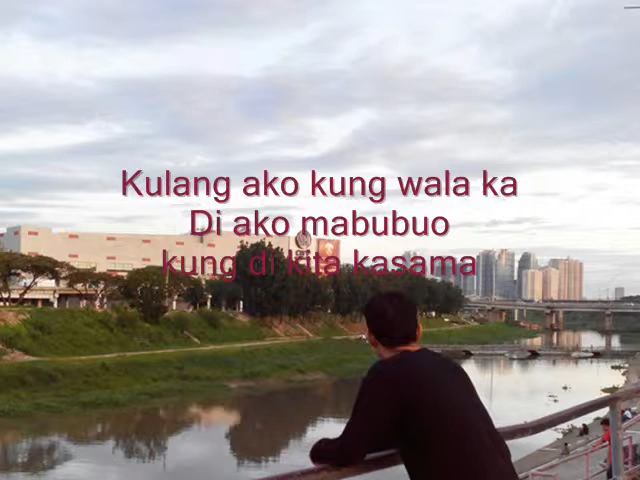 Kulang ako kung wala ka
Di ako mabubuo
kung di kita kasama